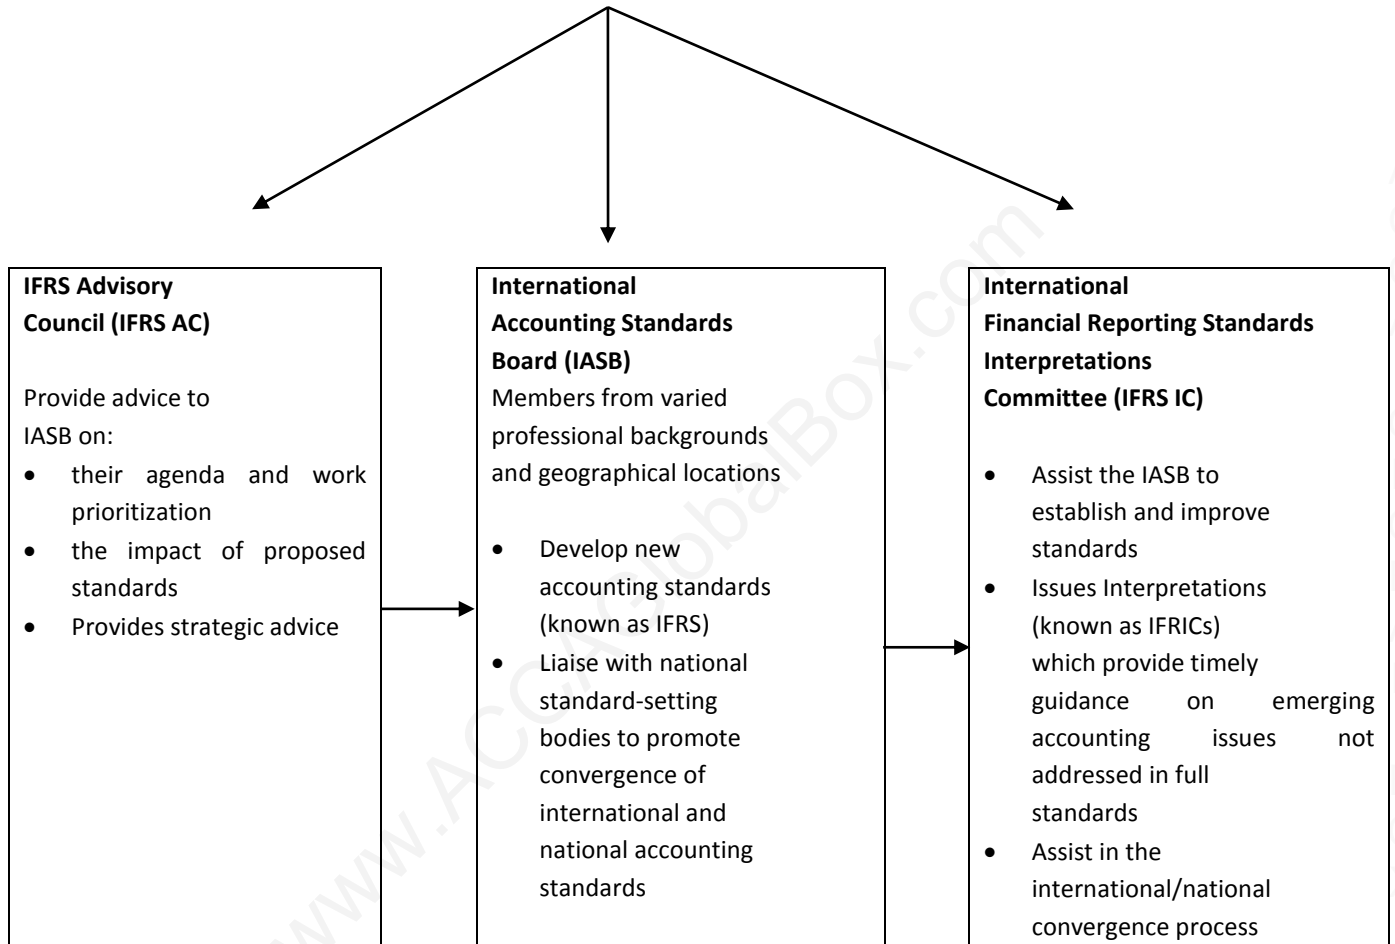 IFRS Advisory
Council (IFRS AC)
Provide advice to
IASB on:
• their agenda and work
prioritization
• the impact of proposed
standards
• Provides strategic advice
International
Accounting Standards
Board (IASB)
Members from varied
professional backgrounds
and geographical locations
• Develop new
accounting standards
(known as IFRS)
• Liaise with national
standard-setting
bodies to promote
convergence of
international and
national accounting
standards
International
Financial Reporting Standards
Interpretations
Committee (IFRS IC)
• Assist the IASB to
establish and improve
standards
• Issues Interpretations
(known as IFRICs)
which provide timely
guidance on emerging
accounting issues not
addressed in full
standards
• Assist in the
international/national
convergence process
www.ACCAGlobalBox.com